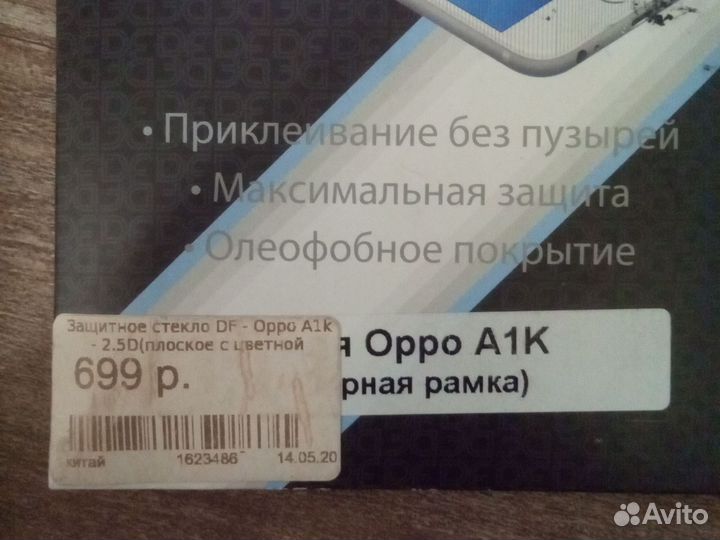 • Приклеивание без пузырей
• Максимальная защита
• Олеофобное покрытие
Защитное стекло DF - Oppo A1k
- 2.5D(плоское с цветной
699 р.
китай 1623486 14.05.20
я Oppo A1K
рная рамка)
Avito